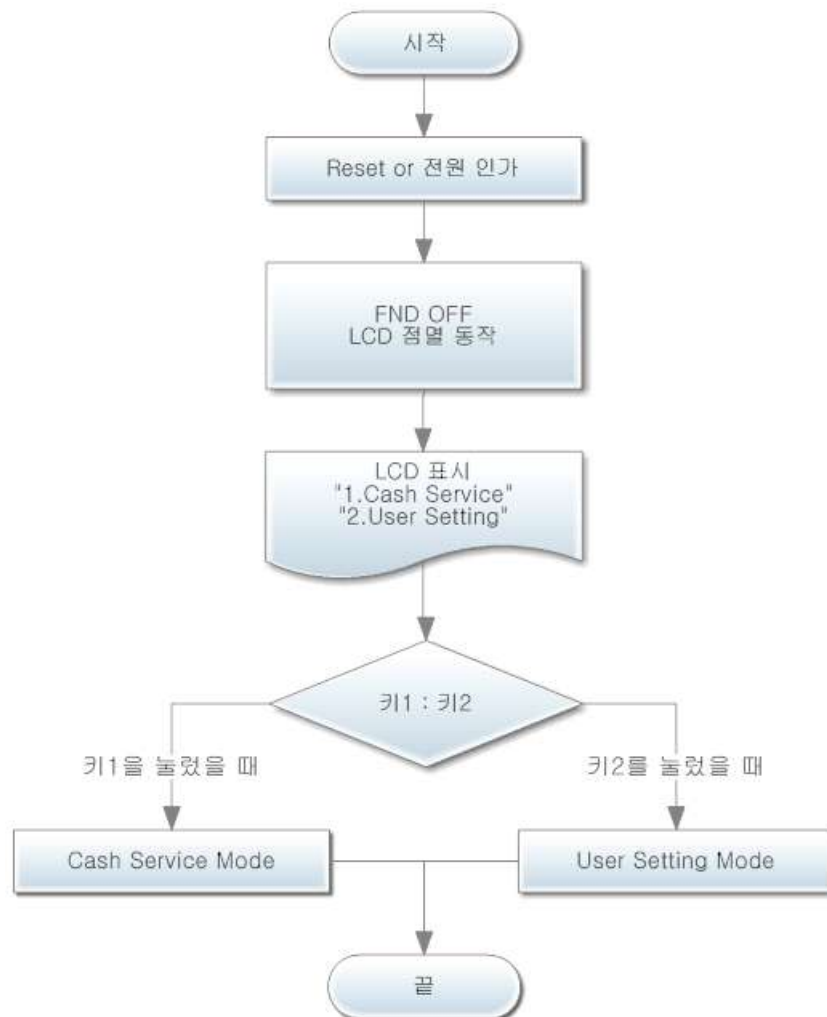 시작
Reset or 전원 인가
FND OFF
LCD 점멸 동작
LCD 표시
"1.Cash Service"
"2.User Setting"
키1 : 키2
키1을 눌렀을 때
키2를 눌렀을 때
Cash Service Mode
User Setting Mode
끝